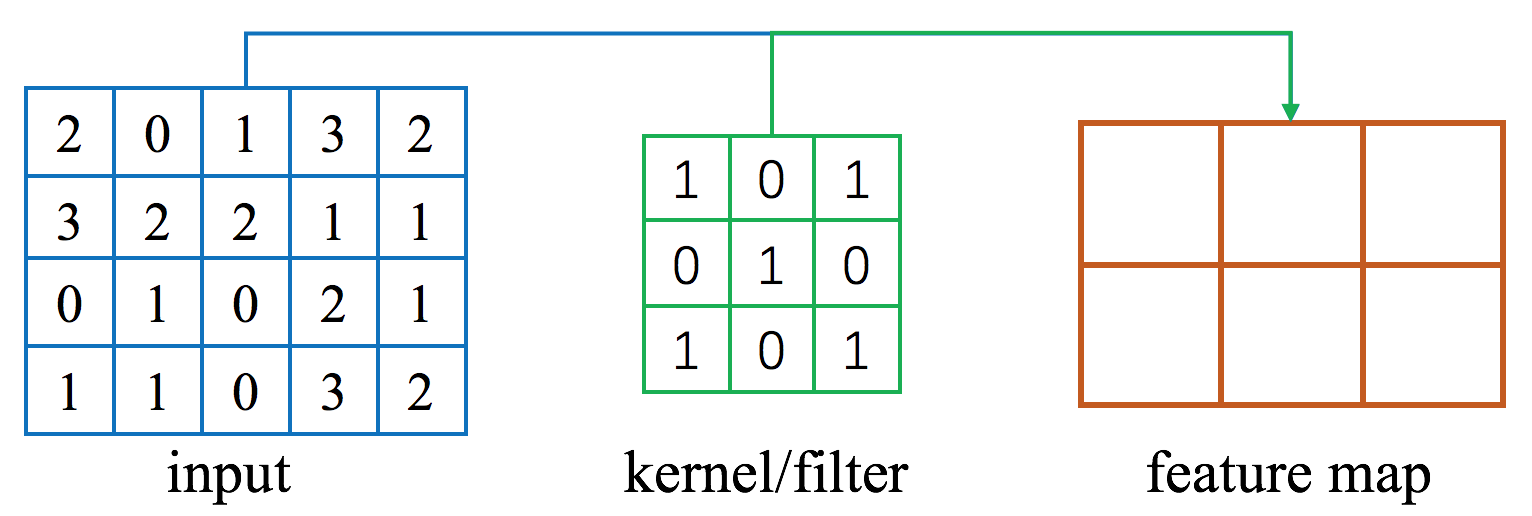 2 0 1 3 2
3 2 2 1 1
0 1 0 2 1
1 1 0 3 2
input
1 0 1
0 1 0
1 0 1
kernel/filter
feature map